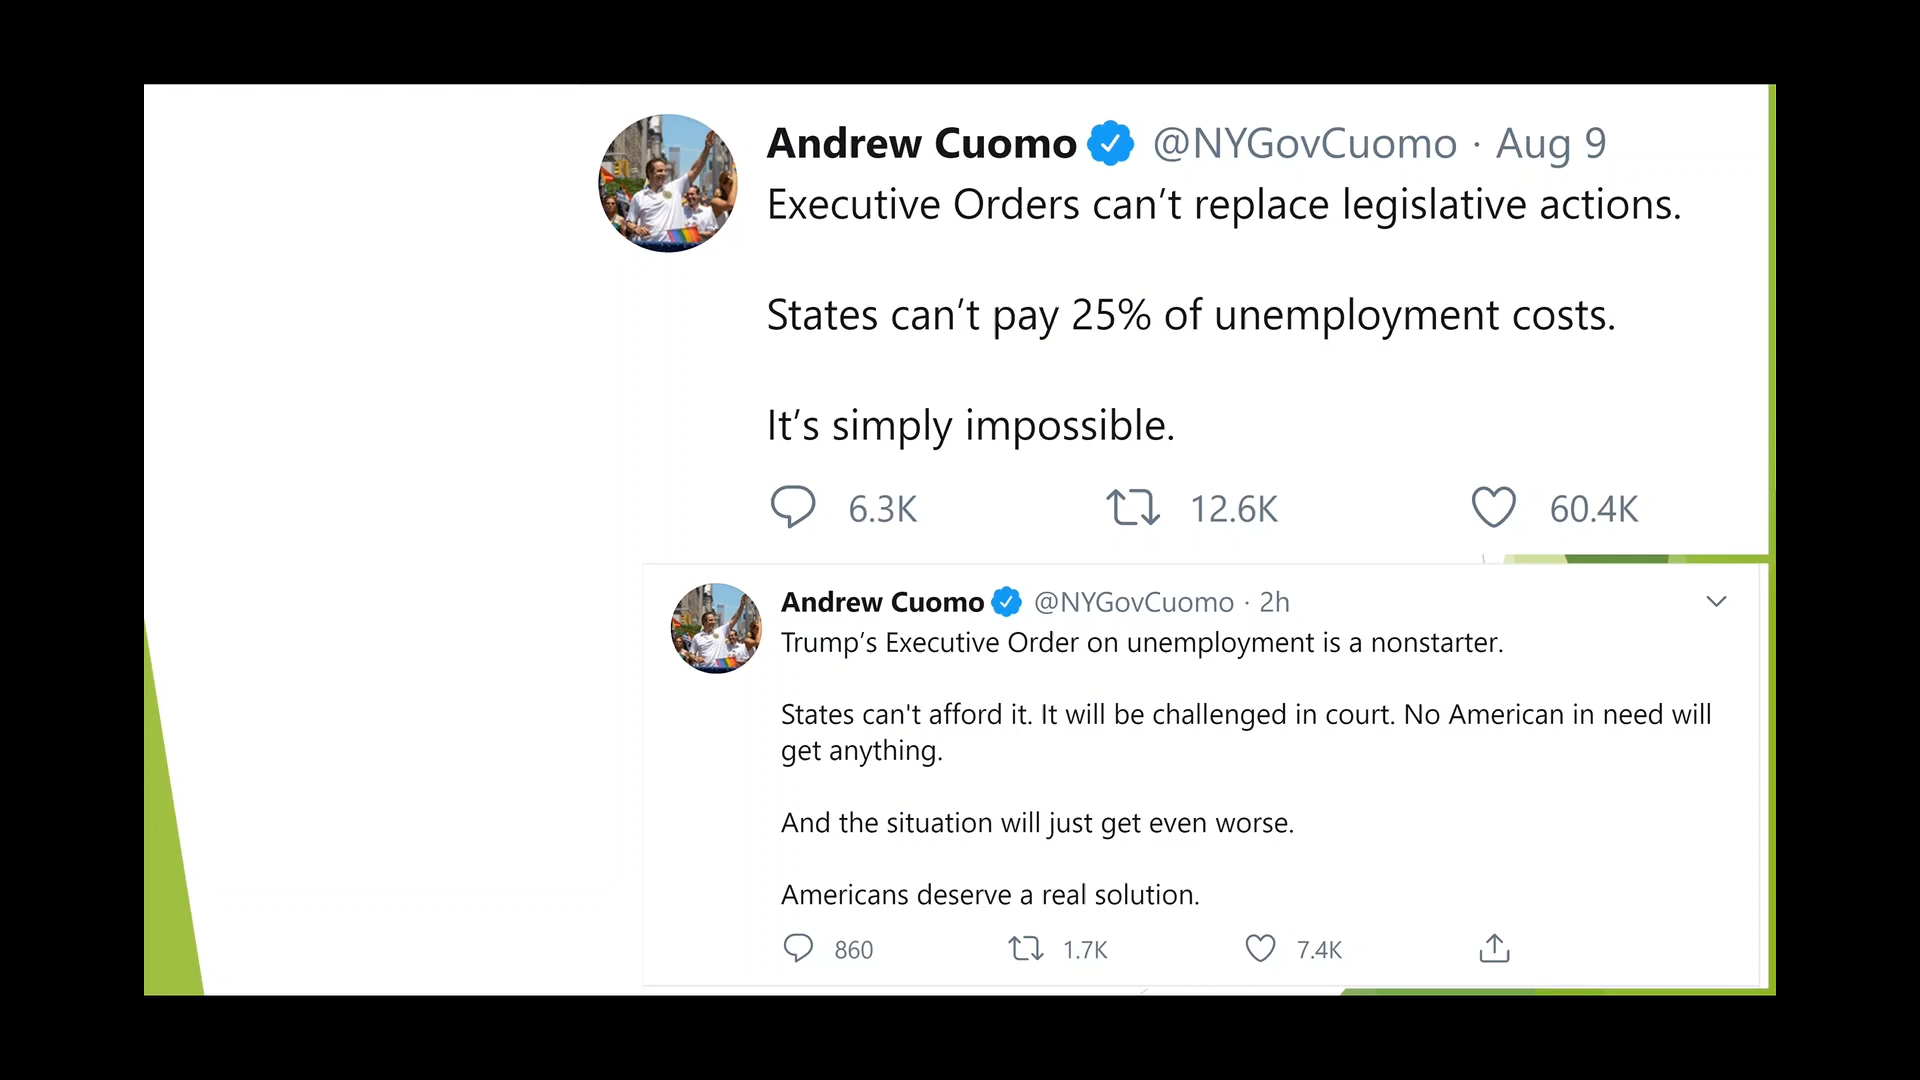 Andrew Cuomo @NYGovCuomo · Aug 9
Executive Orders can’t replace legislative actions.
States can’t pay 25% of unemployment costs.
It’s simply impossible.
6.3K 12.6K 60.4K
Andrew Cuomo @NYGovCuomo · 2h
Trump’s Executive Order on unemployment is a nonstarter.
States can't afford it. It will be challenged in court. No American in need will
get anything.
And the situation will just get even worse.
Americans deserve a real solution.
860 1.7K 7.4K